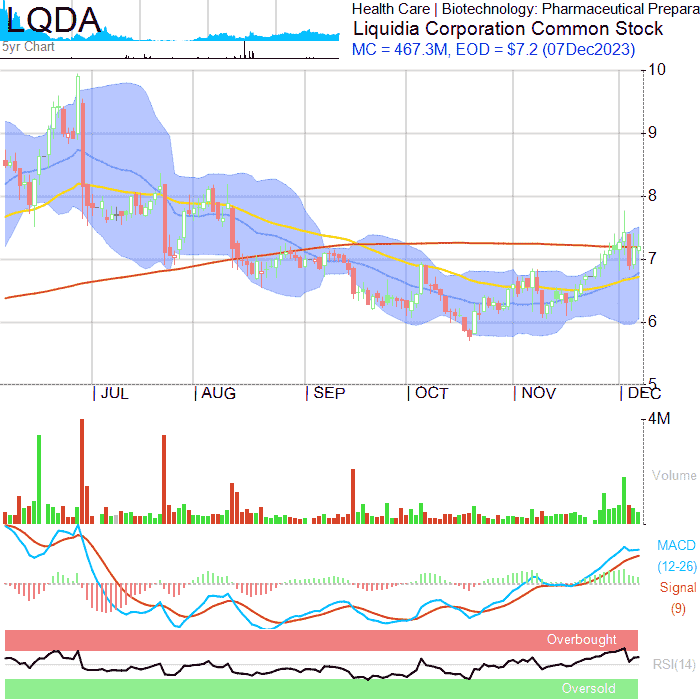 LQDA
5yr Chart
Health Care | Biotechnology: Pharmaceutical Prepara
Liquidia Corporation Common Stock
MC = 467.3M, EOD = $7.2 (07Dec2023)
10
9
8
7
6
5
| JUL | AUG | SEP | OCT | NOV | DEC
4M
Volume
MACD
(12-26)
Signal
(9)
Overbought
RSI(14)
Oversold